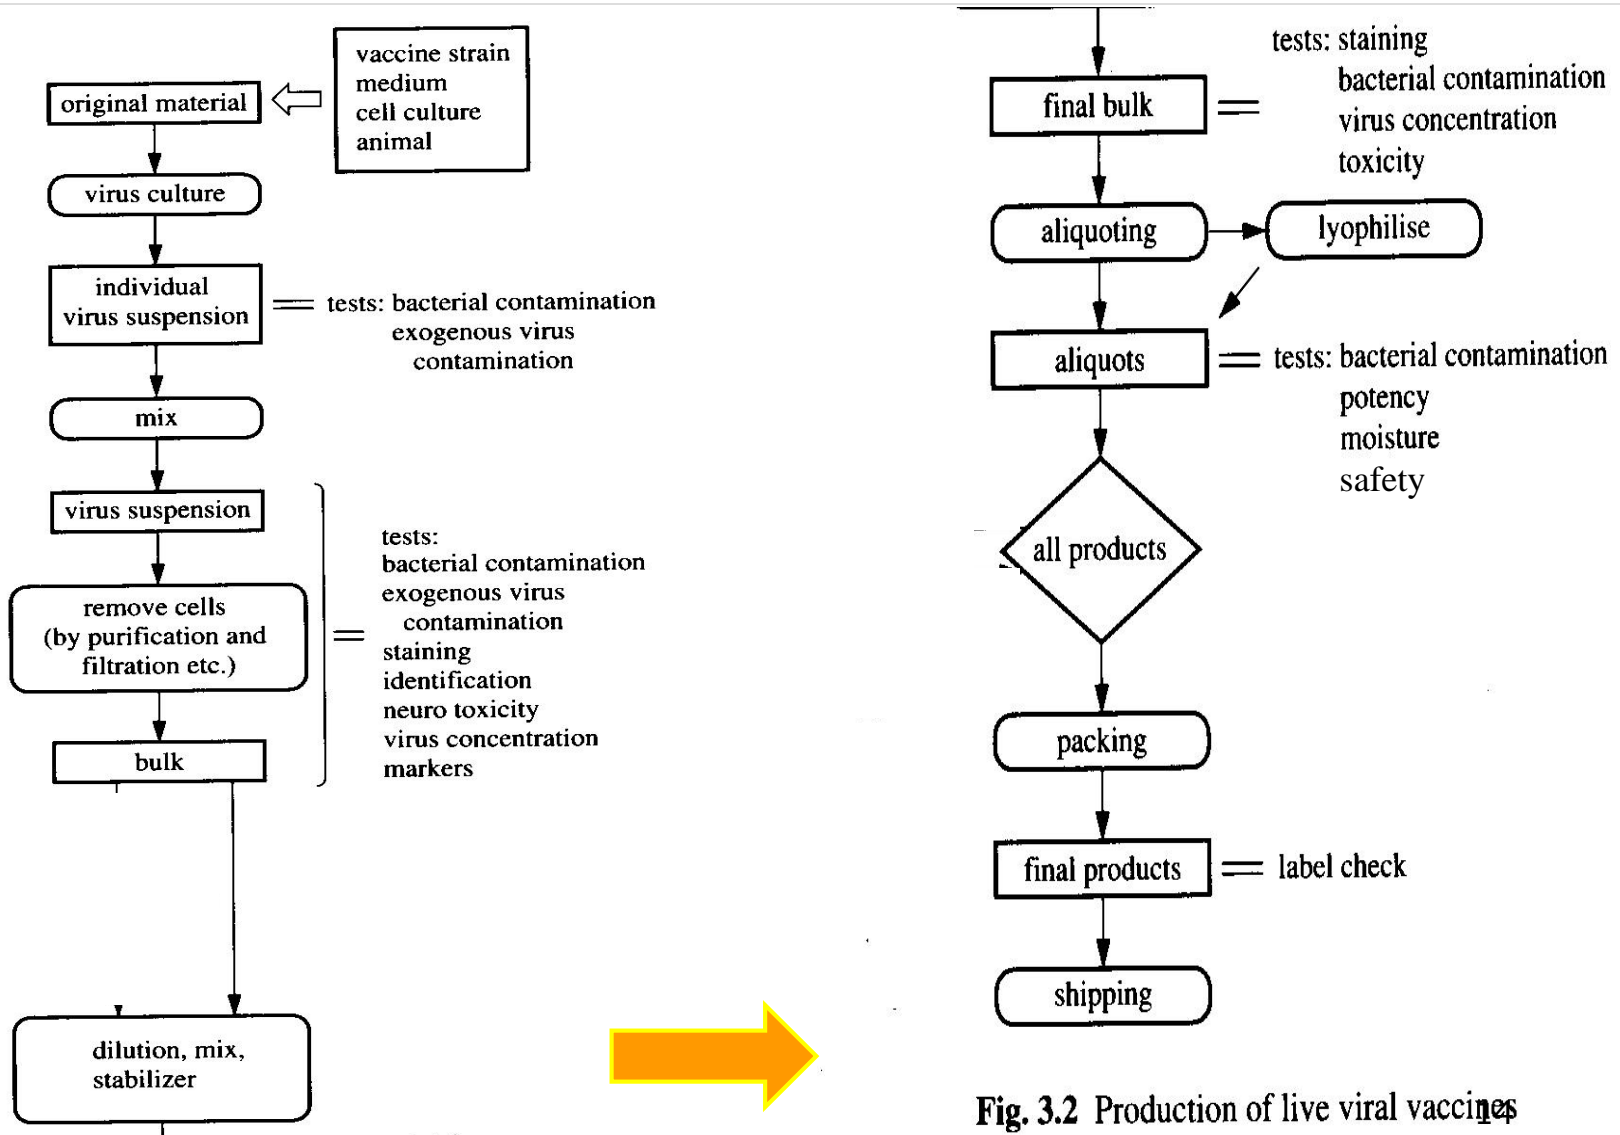 vaccine strain
medium
cell culture
animal
original material
virus culture
individual
virus suspension
tests: bacterial contamination
exogenous virus
contamination
mix
virus suspension
remove cells
(by purification and
filtration etc.)
bulk
tests:
bacterial contamination
exogenous virus
contamination
staining
identification
neuro toxicity
virus concentration
markers
dilution, mix,
stabilizer
final bulk
tests: staining
bacterial contamination
virus concentration
toxicity
aliquoting
lyophilise
aliquots
tests: bacterial contamination
potency
moisture
safety
all products
packing
final products
label check
shipping
Fig. 3.2 Production of live viral vaccines
14